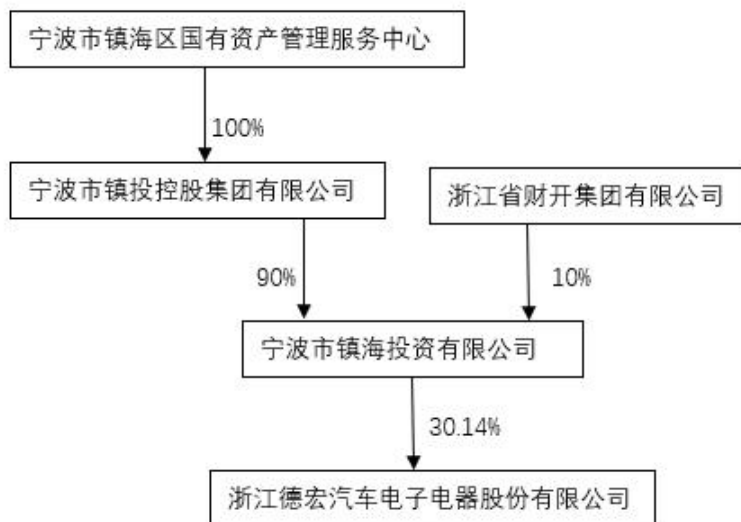 宁波市镇海区国有资产管理服务中心
100%
宁波市镇投控股集团有限公司
浙江省财开集团有限公司
90%
10%
宁波市镇海投资有限公司
30.14%
浙江德宏汽车电子电器股份有限公司